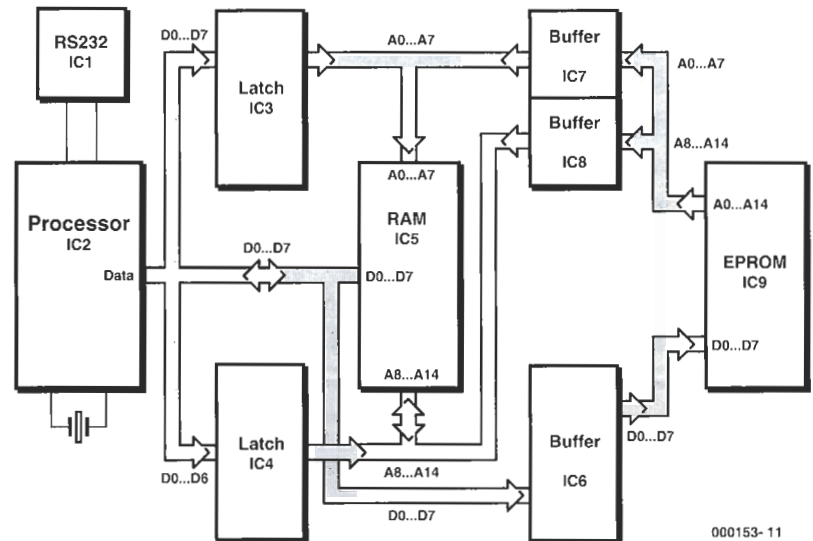 RS232
IC1
D0...D7
Latch
IC3
A0...A7
Buffer
IC7
A0...A7
Buffer
IC8
A8...A14
Processor
IC2
Data
D0...D7
A0...A7
RAM
IC5
D0...D7
A8...A14
A0...A14
EPROM
IC9
D0...D7
Latch
IC4
D0...D6
A8...A14
D0...D7
Buffer
IC6
D0...D7
000153- 11